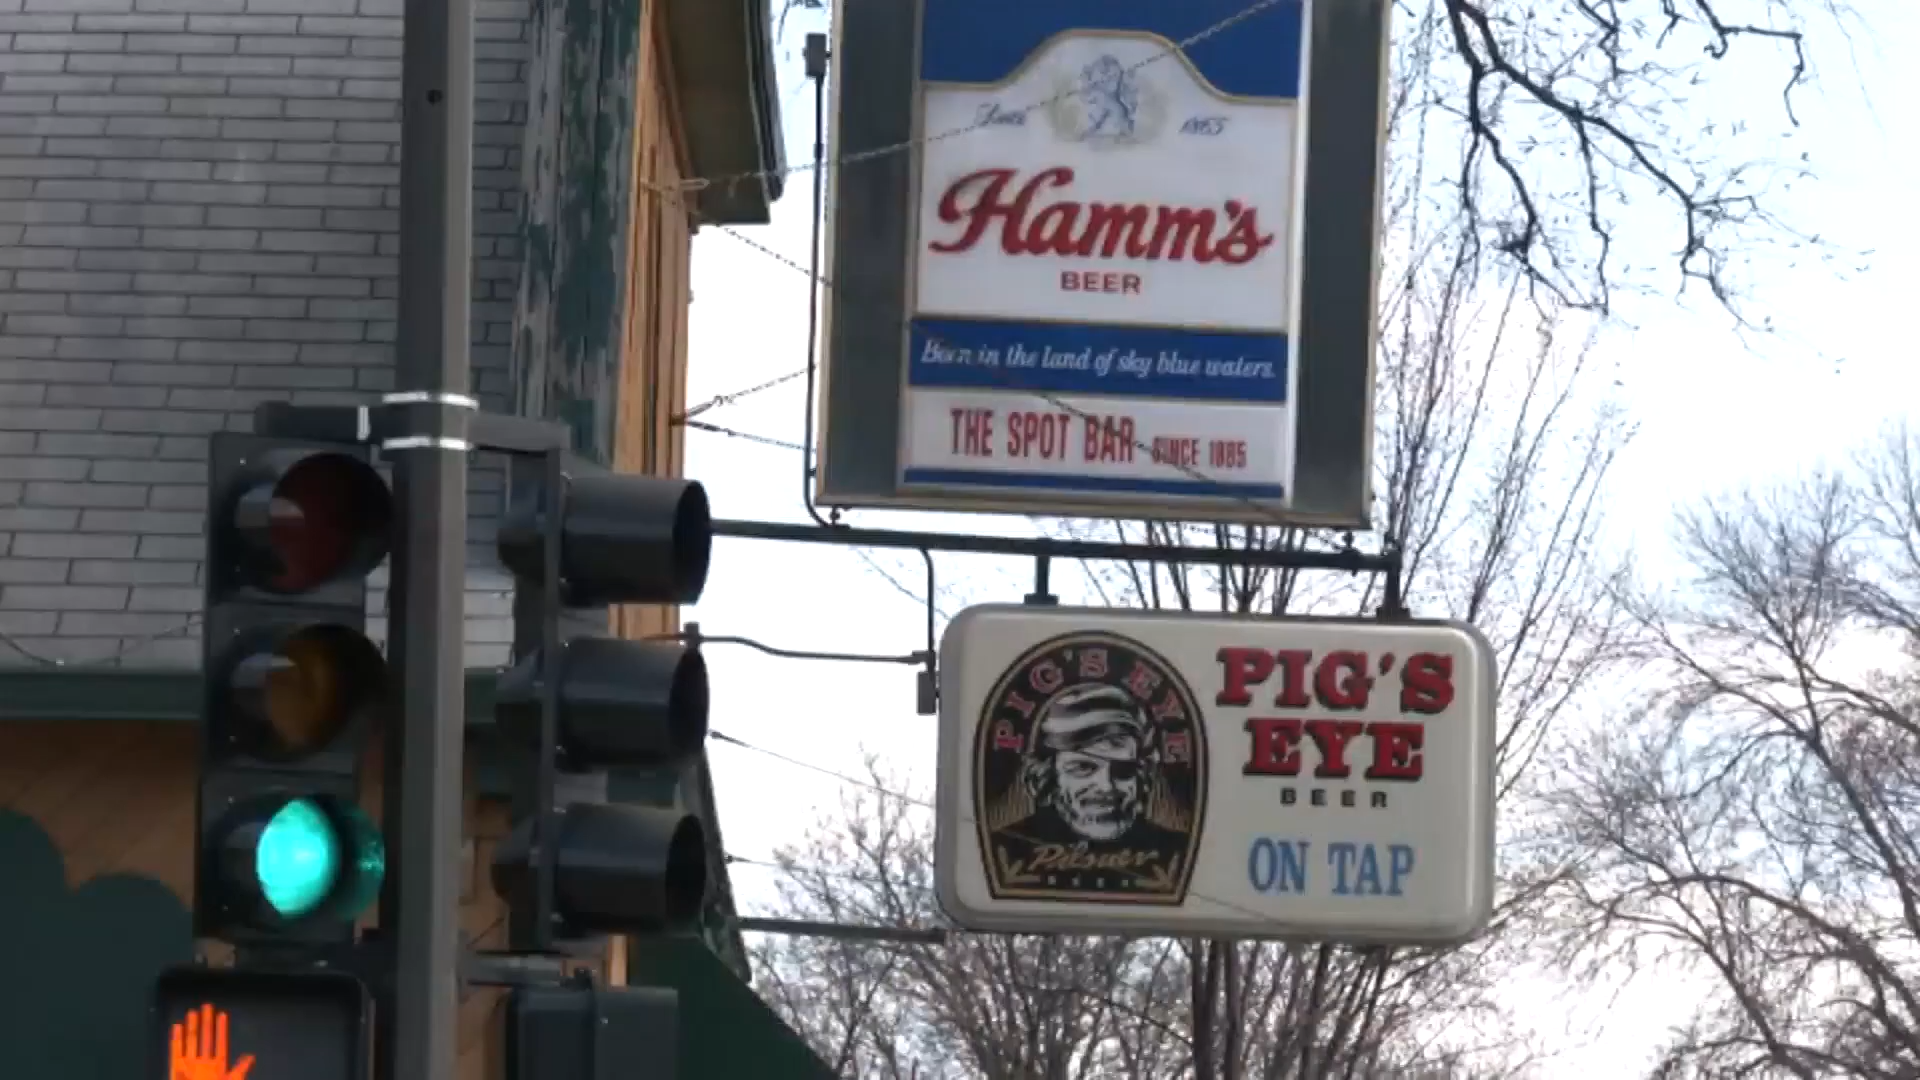 Since 1865
Hamm's
BEER
Born in the land of sky blue waters.
THE SPOT BAR SINCE 1885
PIG'S EYE
Pilsner
BEER
PIG'S
EYE
BEER
ON TAP